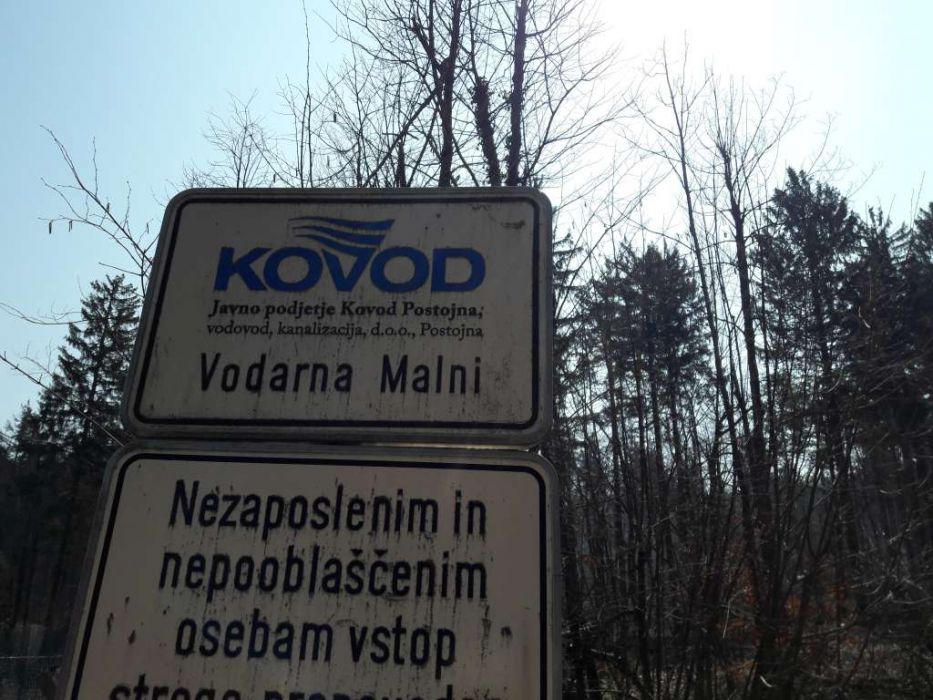 KOVOD
Javno podjetje Kovod Postojna,
vodovod, kanalizacija, d.o.o., Postojna
Vodarna Malni
Nezaposlenim in
nepooblaščenim
osebam vstop